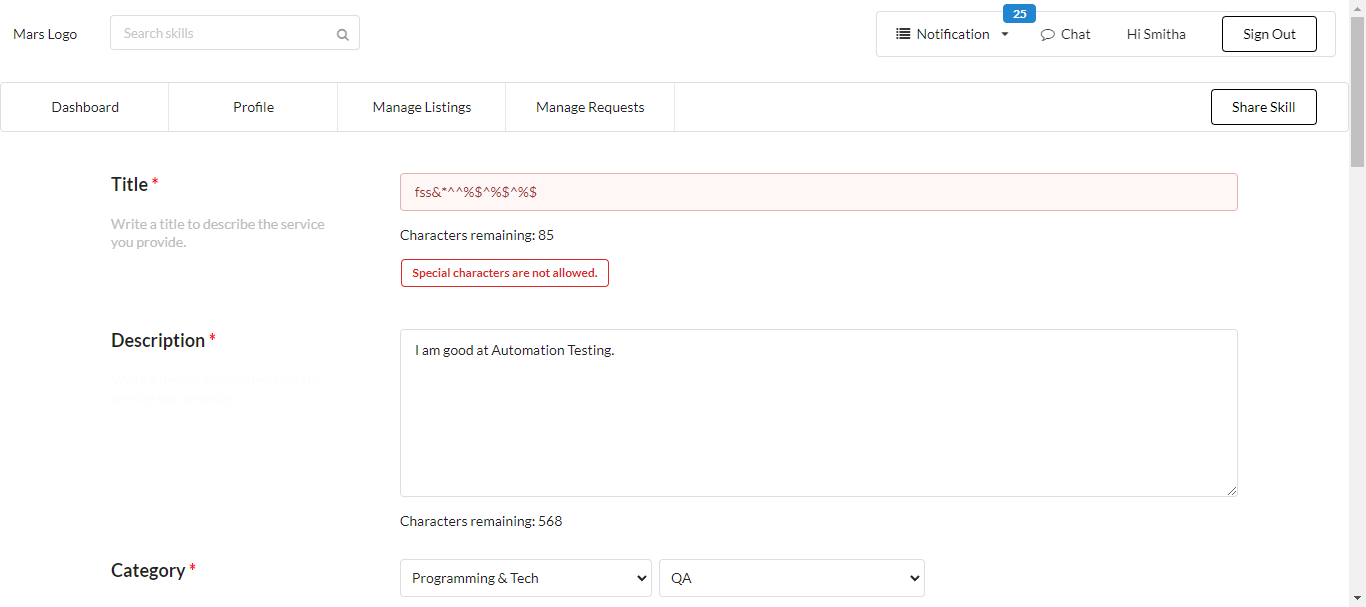 Mars Logo
Search skills
25
Notification
Chat
Hi Smitha
Sign Out
Dashboard
Profile
Manage Listings
Manage Requests
Share Skill
Title *
Write a title to describe the service
you provide.
fss&*^^%$^%$^%$
Characters remaining: 85
Special characters are not allowed.
Description *
I am good at Automation Testing.
Characters remaining: 568
Category *
Programming & Tech
QA